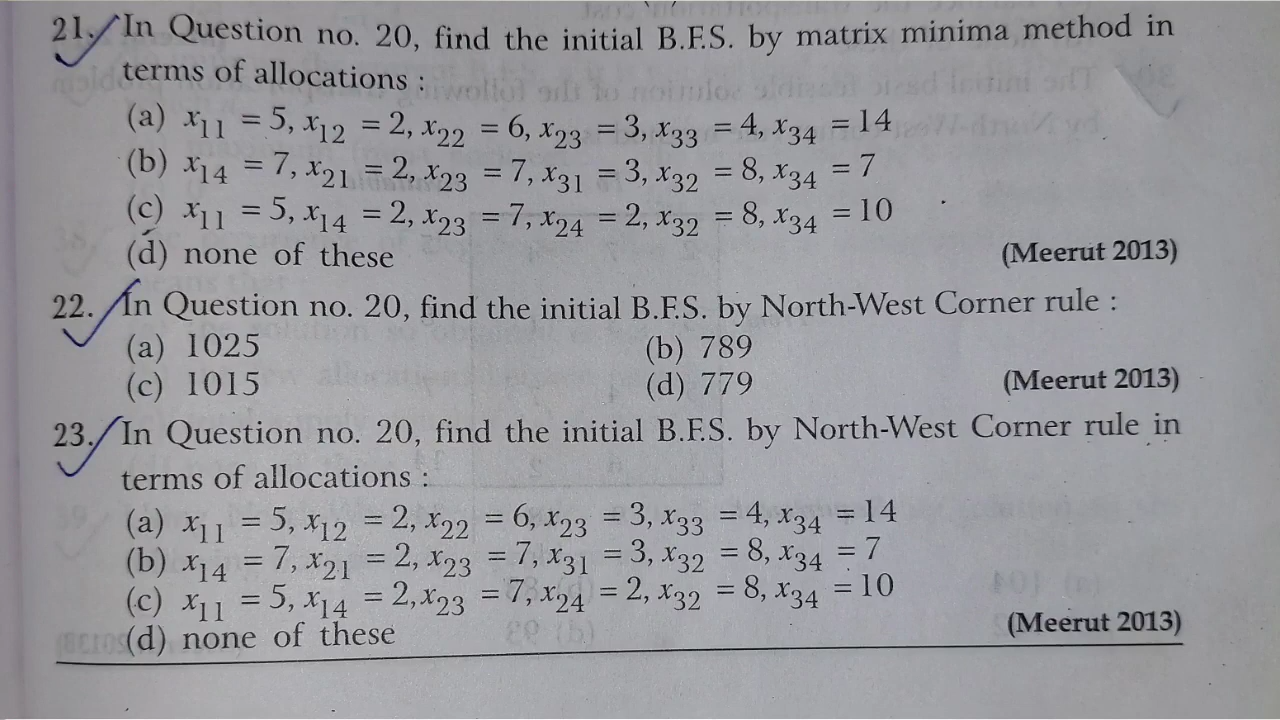 21. In Question no. 20, find the initial B.F.S. by matrix minima method in
terms of allocations :
(a) x₁₁ = 5, x₁₂ = 2, x₂₂ = 6, x₂₃ = 3, x₃₃ = 4, x₃₄ = 14
(b) x₁₄ = 7, x₂₁ = 2, x₂₃ = 7, x₃₁ = 3, x₃₂ = 8, x₃₄ = 7
(c) x₁₁ = 5, x₁₄ = 2, x₂₃ = 7, x₂₄ = 2, x₃₂ = 8, x₃₄ = 10
(d) none of these (Meerut 2013)
22. In Question no. 20, find the initial B.F.S. by North-West Corner rule :
(a) 1025 (b) 789
(c) 1015 (d) 779 (Meerut 2013)
23. In Question no. 20, find the initial B.F.S. by North-West Corner rule in
terms of allocations :
(a) x₁₁ = 5, x₁₂ = 2, x₂₂ = 6, x₂₃ = 3, x₃₃ = 4, x₃₄ = 14
(b) x₁₄ = 7, x₂₁ = 2, x₂₃ = 7, x₃₁ = 3, x₃₂ = 8, x₃₄ = 7
(c) x₁₁ = 5, x₁₄ = 2, x₂₃ = 7, x₂₄ = 2, x₃₂ = 8, x₃₄ = 10
(d) none of these (Meerut 2013)